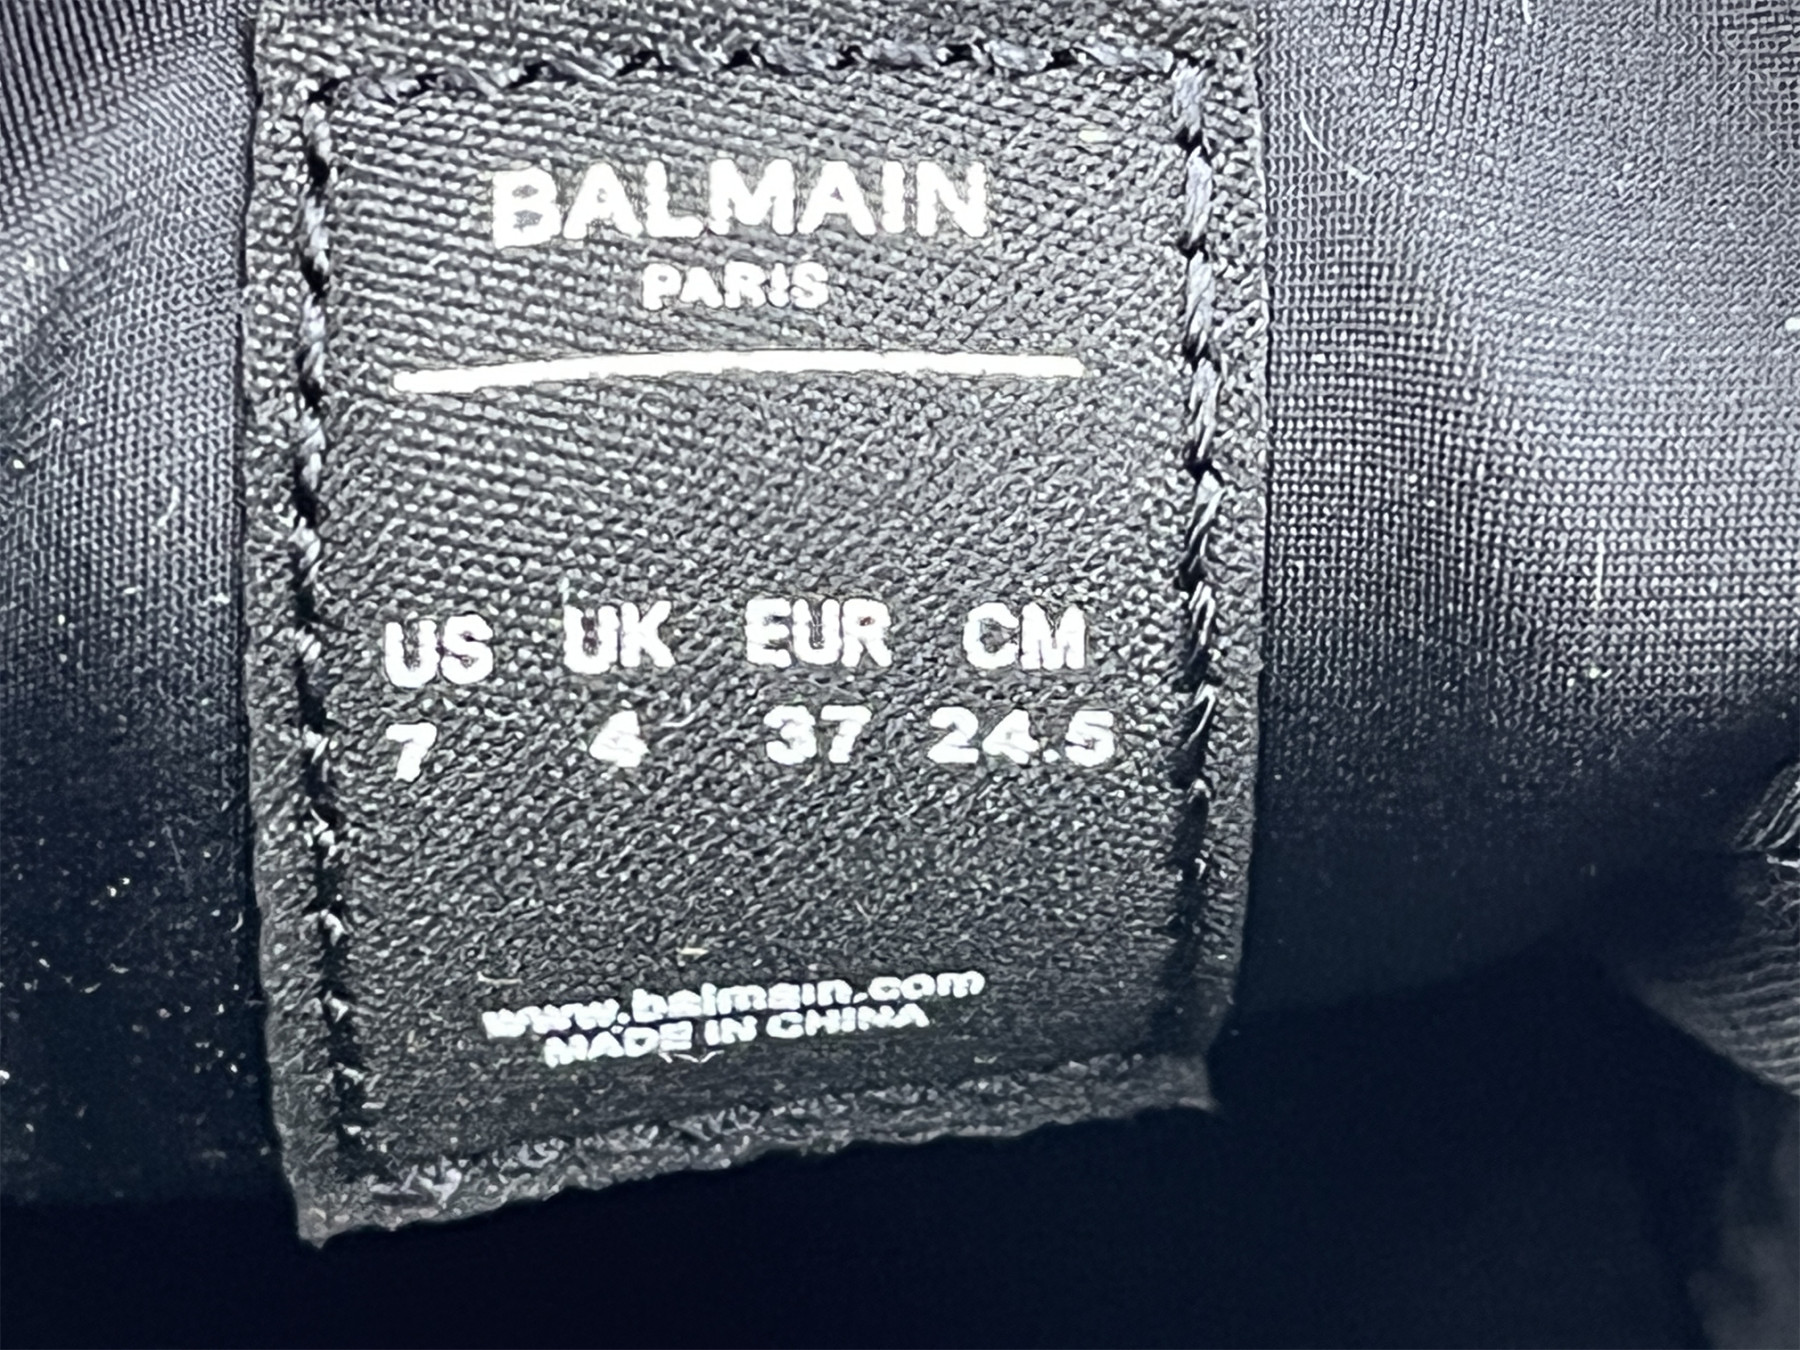 BALMAIN
PARIS
US UK EUR CM
7 4 37 24.5
www.balmain.com
MADE IN CHINA